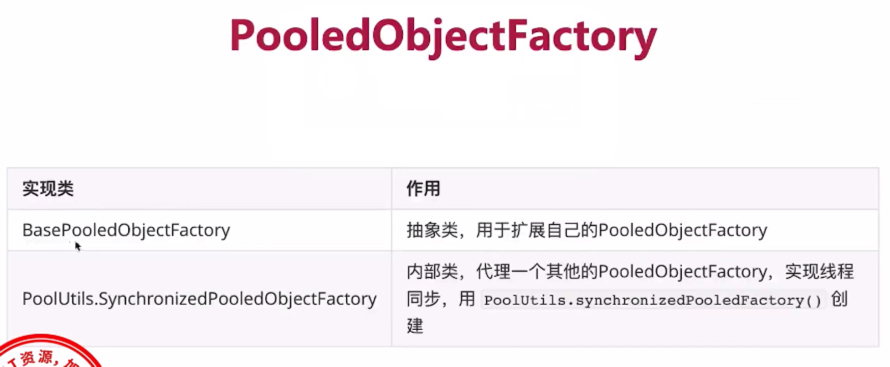 PooledObjectFactory
实现类
作用
BasePooledObjectFactory
抽象类，用于扩展自己的PooledObjectFactory
PoolUtils.SynchronizedPooledObjectFactory
内部类，代理一个其他的PooledObjectFactory，实现线程
同步，用 PoolUtils.synchronizedPooledFactory() 创
建
T资源，